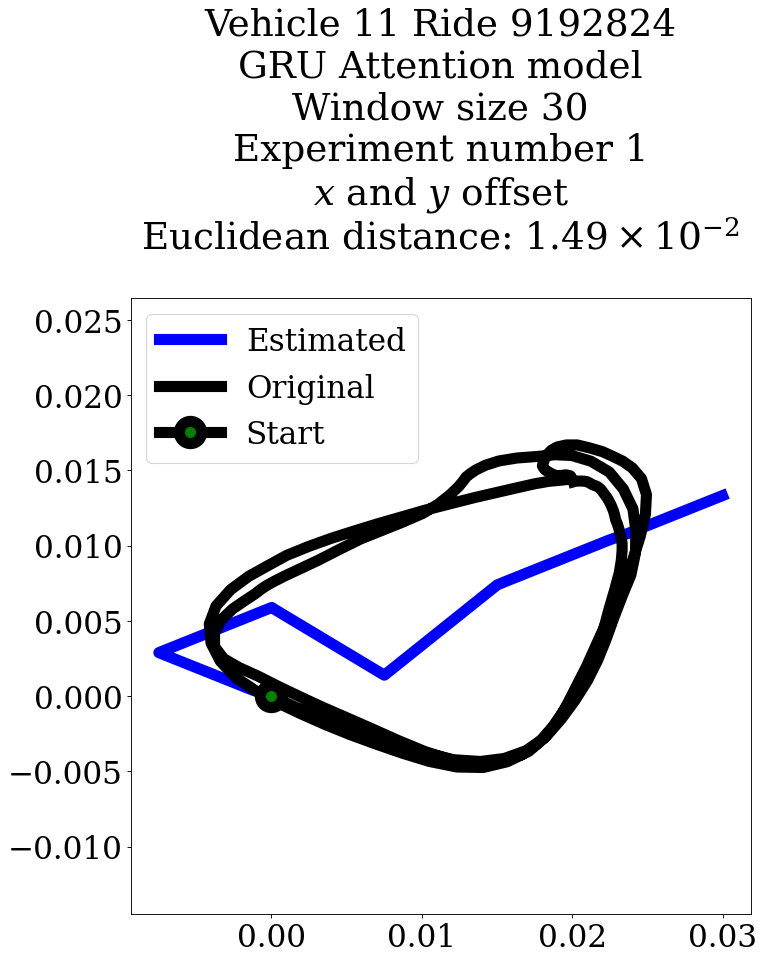 Vehicle 11 Ride 9192824
GRU Attention model
Window size 30
Experiment number 1
x and y offset
Euclidean distance: 1.49 × 10⁻²
Estimated
Original
Start
0.025
0.020
0.015
0.010
0.005
0.000
−0.005
−0.010
0.00 0.01 0.02 0.03